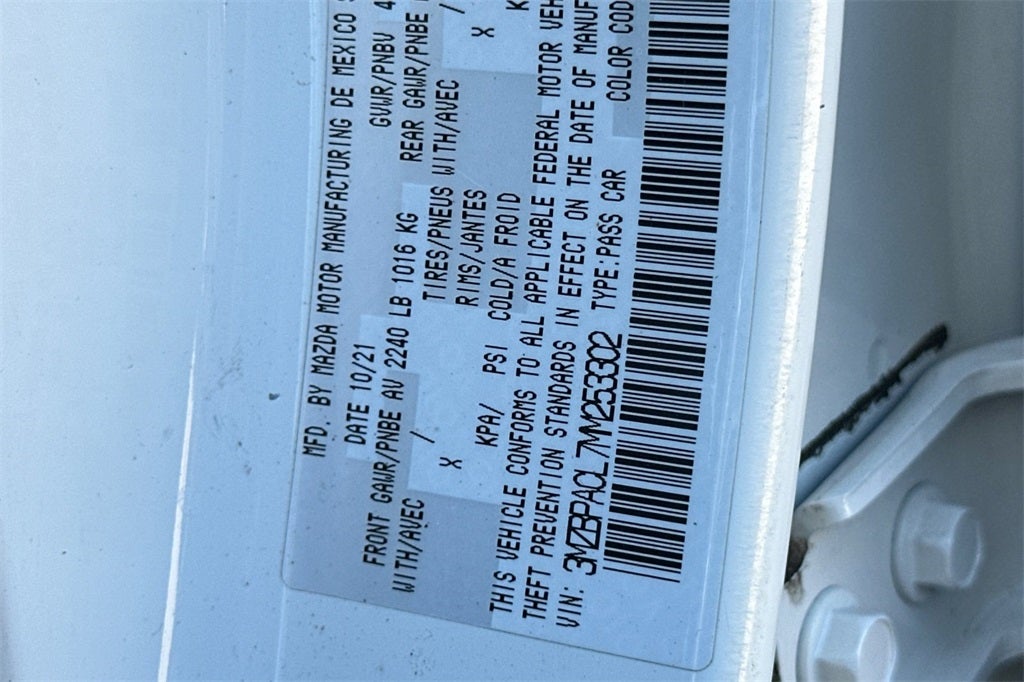 MFD. BY MAZDA MOTOR MANUFACTURING DE MEXICO
DATE 10/21 GVWR/PNBV
FRONT GAWR/PNBE AV 2240 LB 1016 KG REAR GAWR/PNBE
WITH/AVEC TIRES/PNEUS WITH/AVEC
X / RIMS/JANTES X /
KPA/ PSI COLD/A FROID K
THIS VEHICLE CONFORMS TO ALL APPLICABLE FEDERAL MOTOR VEH
THEFT PREVENTION STANDARDS IN EFFECT ON THE DATE OF MANUF
VIN: 3MZBPACL7MM253302 TYPE:PASS CAR COLOR COD